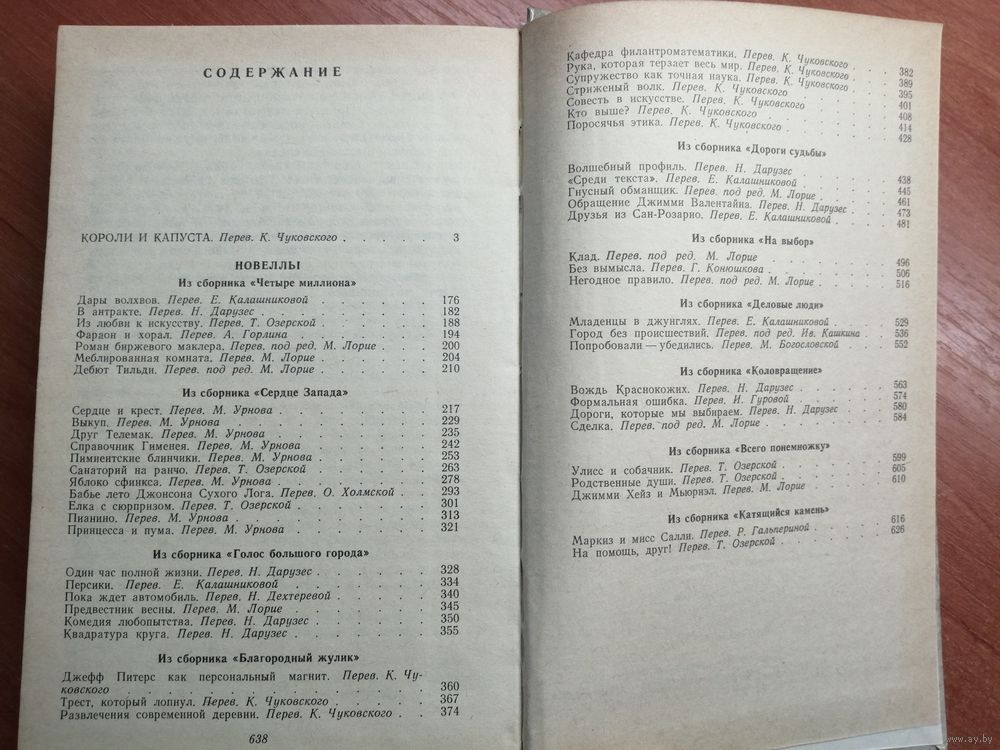 СОДЕРЖАНИЕ
КОРОЛИ И КАПУСТА. Перев. К. Чуковского . . . . . 3
НОВЕЛЛЫ
Из сборника «Четыре миллиона»
Дары волхвов. Перев. Е. Калашниковой . . . . . 176
В антракте. Перев. Н. Дарузес . . . . . 182
Из любви к искусству. Перев. Т. Озерской . . . . . 188
Фараон и хорал. Перев. А. Горлина . . . . . 194
Роман биржевого маклера. Перев. под ред. М. Лорие . . . 200
Меблированная комната. Перев. М. Лорие . . . . . 204
Дебют Тильди. Перев. под ред. М. Лорие . . . . . 210
Из сборника «Сердце Запада»
Сердце и крест. Перев. М. Урнова . . . . . 217
Выкуп. Перев. М. Урнова . . . . . 229
Друг Телемак. Перев. М. Урнова . . . . . 235
Справочник Гименея. Перев. М. Урнова . . . . . 242
Пимиентские блинчики. Перев. М. Урнова . . . . . 253
Санаторий на ранчо. Перев. Т. Озерской . . . . . 263
Яблоко сфинкса. Перев. М. Урнова . . . . . 278
Бабье лето Джонсона Сухого Лога. Перев. О. Холмской . . 293
Елка с сюрпризом. Перев. Т. Озерской . . . . . 301
Пианино. Перев. М. Урнова . . . . . 313
Принцесса и пума. Перев. М. Урнова . . . . . 321
Из сборника «Голос большого города»
Один час полной жизни. Перев. Н. Дарузес . . . . . 328
Персики. Перев. Е. Калашниковой . . . . . 334
Пока ждет автомобиль. Перев. Н. Дехтеревой . . . . 340
Предвестник весны. Перев. М. Лорие . . . . . 345
Комедия любопытства. Перев. Н. Дарузес . . . . . 350
Квадратура круга. Перев. Н. Дарузес . . . . . 355
Из сборника «Благородный жулик»
Джефф Питерс как персональный магнит. Перев. К. Чу-
ковского . . . . . 360
Трест, который лопнул. Перев. К. Чуковского . . . . 367
Развлечения современной деревни. Перев. К. Чуковского . . 374
638
Кафедра филантроматематики. Перев. К. Чуковского . . . 382
Рука, которая терзает весь мир. Перев. К. Чуковского . . . 389
Супружество как точная наука. Перев. К. Чуковского . . . 395
Стриженый волк. Перев. К. Чуковского . . . . . 401
Совесть в искусстве. Перев. К. Чуковского . . . . . 408
Кто выше? Перев. К. Чуковского . . . . . 414
Поросячья этика. Перев. К. Чуковского . . . . . 428
Из сборника «Дороги судьбы»
Волшебный профиль. Перев. Н. Дарузес . . . . . 438
«Среди текста». Перев. Е. Калашниковой . . . . . 445
Гнусный обманщик. Перев. под ред. М. Лорие . . . . 461
Обращение Джимми Валентайна. Перев. Н. Дарузес . . . 473
Друзья из Сан-Розарио. Перев. Е. Калашниковой . . . . 481
Из сборника «На выбор»
Клад. Перев. под ред. М. Лорие . . . . . 496
Без вымысла. Перев. Г. Конюшкова . . . . . 506
Негодное правило. Перев. под ред. М. Лорие . . . . . 516
Из сборника «Деловые люди»
Младенцы в джунглях. Перев. Е. Калашниковой . . . . 529
Город без происшествий. Перев. под ред. Ив. Кашкина . . . 536
Попробовали — убедились. Перев. М. Богословской . . . 552
Из сборника «Коловращение»
Вождь Краснокожих. Перев. Н. Дарузес . . . . . 563
Формальная ошибка. Перев. И. Гуровой . . . . . 574
Дороги, которые мы выбираем. Перев. Н. Дарузес . . . 580
Сделка. Перев. под ред. М. Лорие . . . . . 584
Из сборника «Всего понемножку»
Улисс и собачник. Перев. Т. Озерской . . . . . 599
Родственные души. Перев. Т. Озерской . . . . . 605
Джимми Хейз и Мьюриэл. Перев. М. Лорие . . . . . 610
Из сборника «Катящийся камень»
Маркиз и мисс Салли. Перев. Р. Гальпериной . . . . . 616
На помощь, друг! Перев. Т. Озерской . . . . . 626
www.ay.by